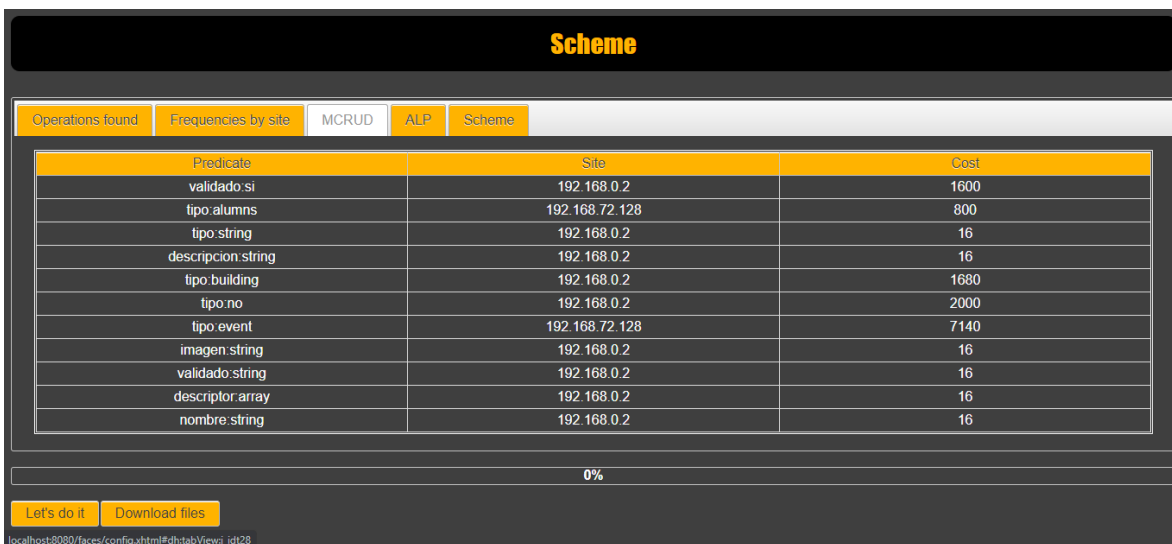 Scheme
Operations found Frequencies by site MCRUD ALP Scheme
Predicate Site Cost
validado:si 192.168.0.2 1600
tipo:alumns 192.168.72.128 800
tipo:string 192.168.0.2 16
descripcion:string 192.168.0.2 16
tipo:building 192.168.0.2 1680
tipo:no 192.168.0.2 2000
tipo:event 192.168.72.128 7140
imagen:string 192.168.0.2 16
validado:string 192.168.0.2 16
descriptor:array 192.168.0.2 16
nombre:string 192.168.0.2 16
0%
Let's do it Download files
localhost:8080/faces/config.xhtml#dh:tabView:j_idt28